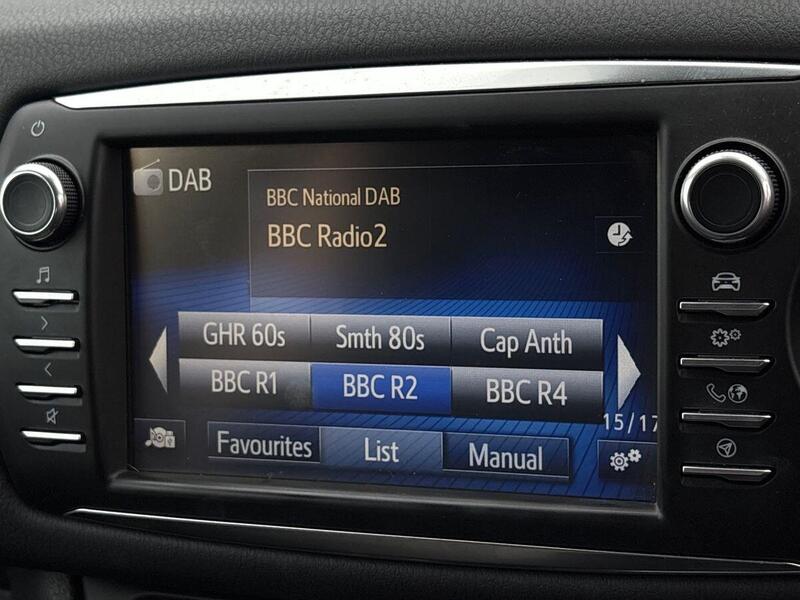 DAB
BBC National DAB
BBC Radio2
GHR 60s Smth 80s Cap Anth
BBC R1 BBC R2 BBC R4
15/17
Favourites List Manual